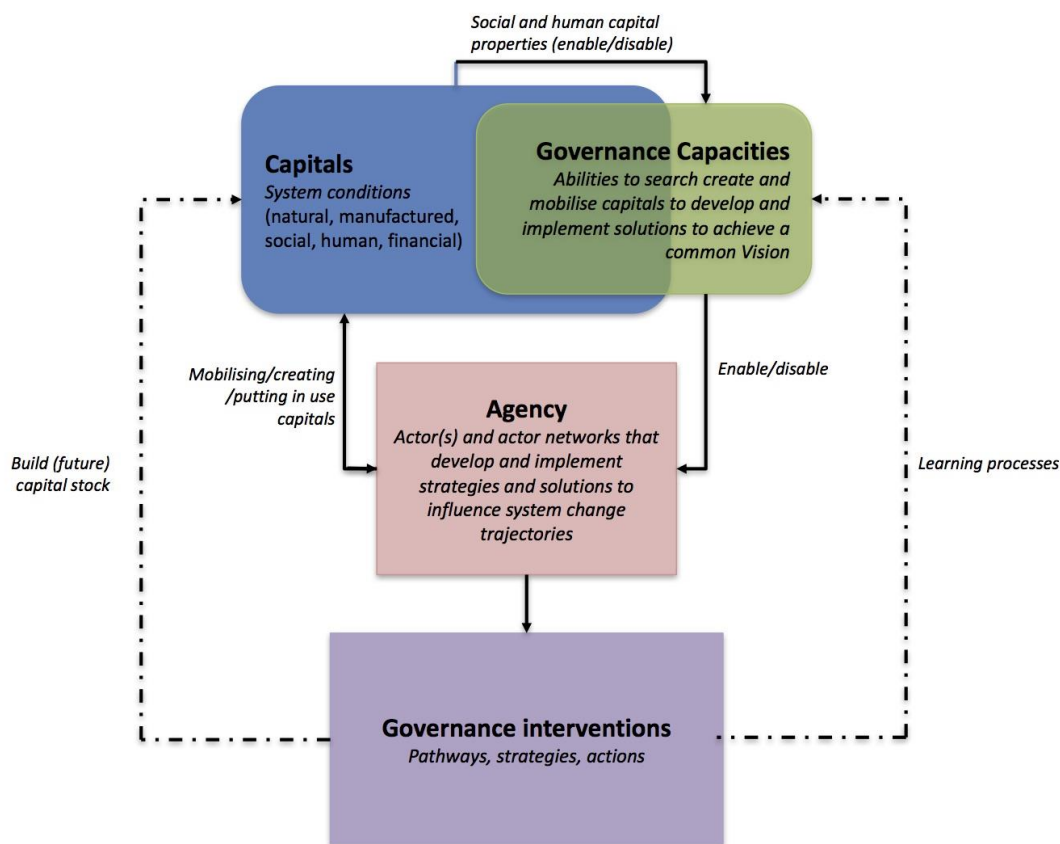 Social and human capital
properties (enable/disable)
Capitals
System conditions
(natural, manufactured,
social, human, financial)
Governance Capacities
Abilities to search create and
mobilise capitals to develop and
implement solutions to achieve a
common Vision
Mobilising/creating
/putting in use
capitals
Enable/disable
Agency
Actor(s) and actor networks that
develop and implement
strategies and solutions to
influence system change
trajectories
Build (future)
capital stock
Learning processes
Governance interventions
Pathways, strategies, actions